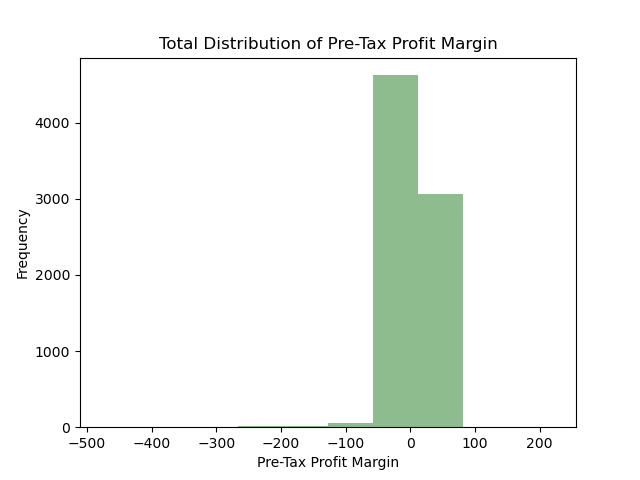 Total Distribution of Pre-Tax Profit Margin
4000
3000
2000
1000
0
Frequency
−500 −400 −300 −200 −100 0 100 200
Pre-Tax Profit Margin